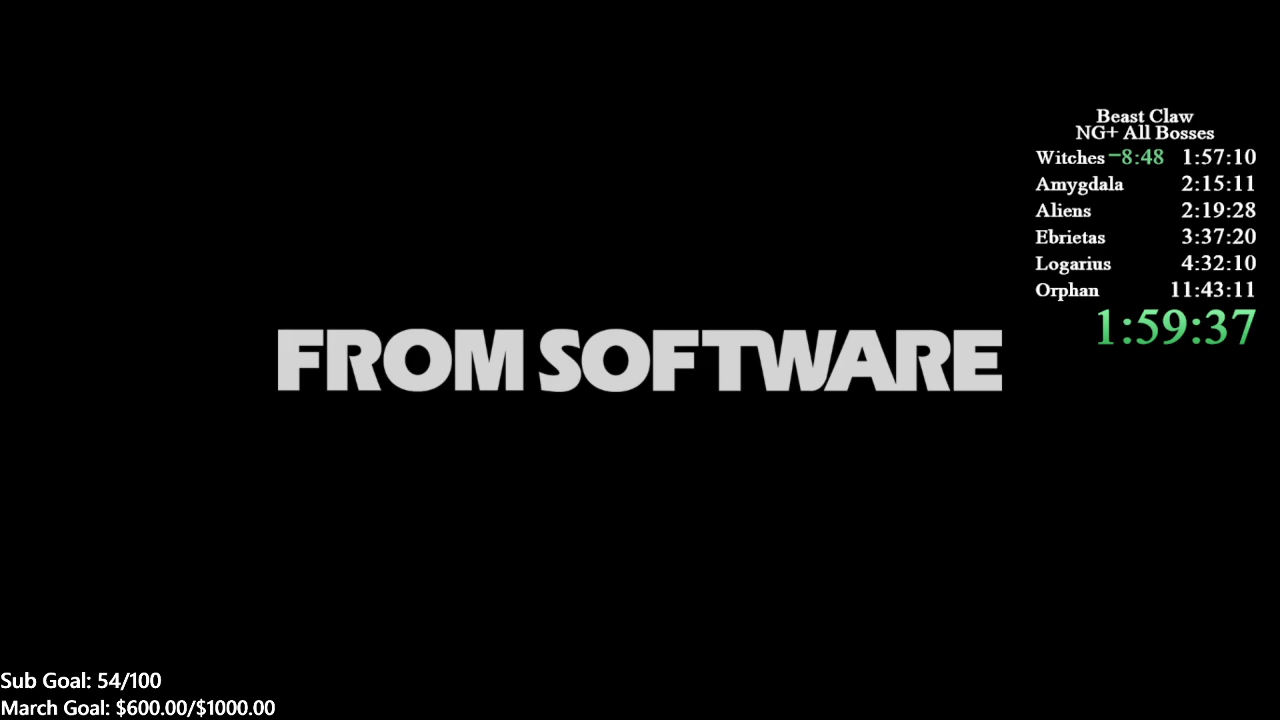 Beast Claw
NG+ All Bosses
Witches -8:48 1:57:10
Amygdala 2:15:11
Aliens 2:19:28
Ebrietas 3:37:20
Logarius 4:32:10
Orphan 11:43:11
1:59:37
FROM SOFTWARE
Sub Goal: 54/100
March Goal: $600.00/$1000.00